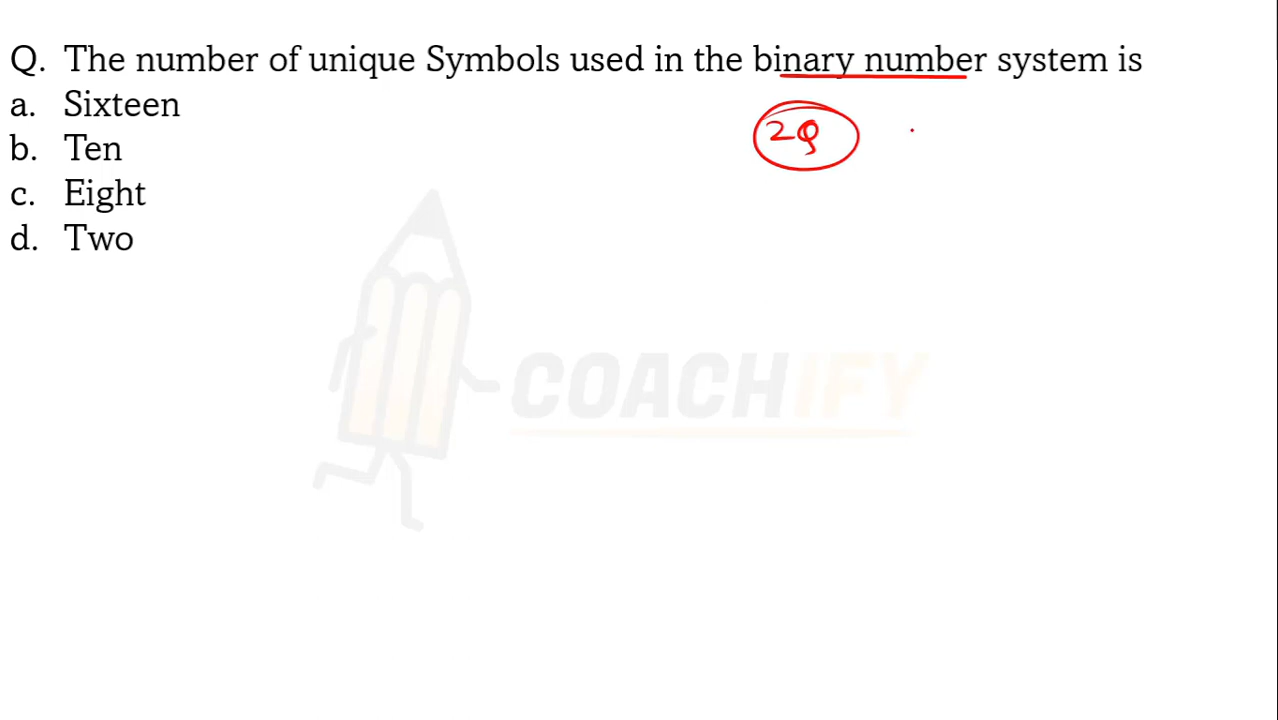 Q. The number of unique Symbols used in the binary number system is
a. Sixteen
b. Ten
c. Eight
d. Two
COACHIFY